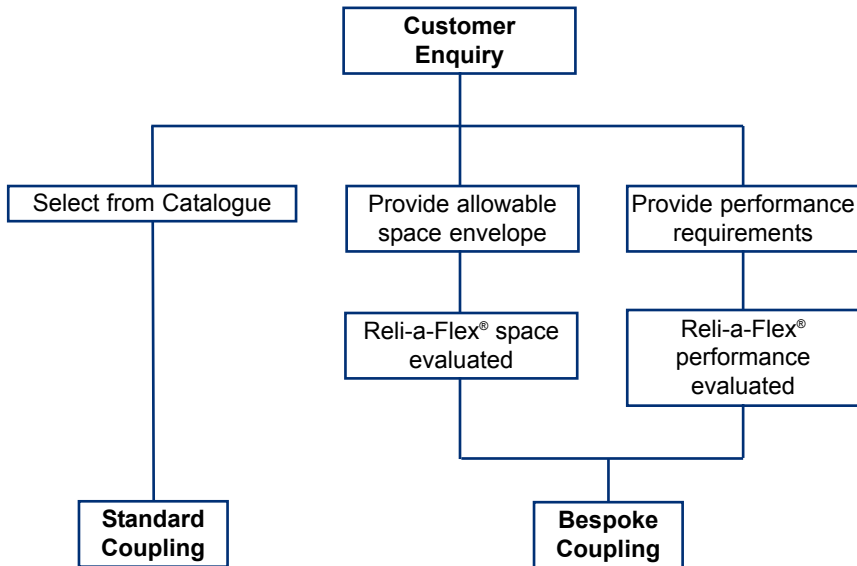 Customer
Enquiry
Select from Catalogue
Provide allowable
space envelope
Provide performance
requirements
Reli-a-Flex® space
evaluated
Reli-a-Flex®
performance
evaluated
Standard
Coupling
Bespoke
Coupling